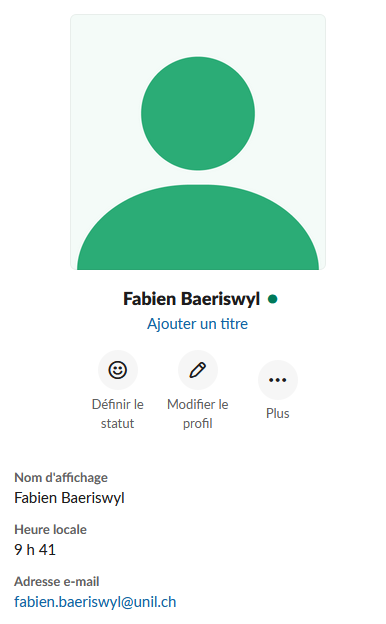 Fabien Baeriswyl
Ajouter un titre
Définir le
statut
Modifier le
profil
Plus
Nom d'affichage
Fabien Baeriswyl
Heure locale
9 h 41
Adresse e-mail
fabien.baeriswyl@unil.ch